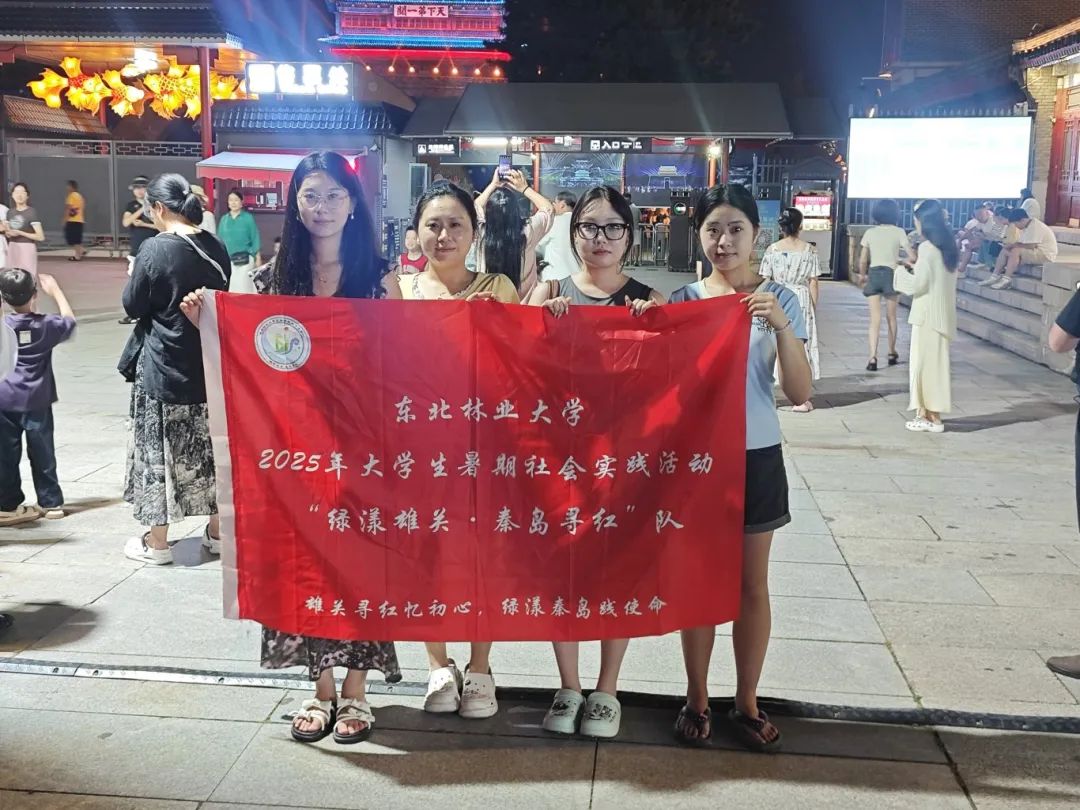 天下第一關
入口
东北林业大学
2025年大学生暑期社会实践活动
“绿漾雄关·秦岛寻红”队
雄关寻红忆初心，绿漾秦岛践使命